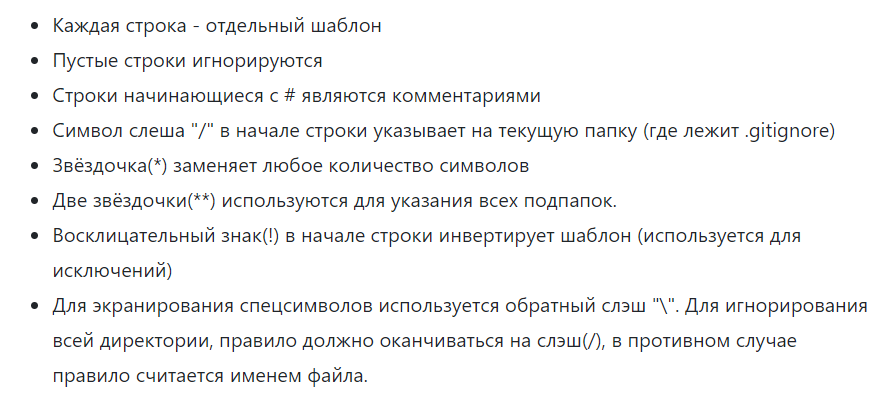 Каждая строка - отдельный шаблон
Пустые строки игнорируются
Строки начинающиеся с # являются комментариями
Символ слеша "/" в начале строки указывает на текущую папку (где лежит .gitignore)
Звёздочка(*) заменяет любое количество символов
Две звёздочки(**) используются для указания всех подпапок.
Восклицательный знак(!) в начале строки инвертирует шаблон (используется для
исключений)
Для экранирования спецсимволов используется обратный слэш "\". Для игнорирования
всей директории, правило должно оканчиваться на слэш(/), в противном случае
правило считается именем файла.